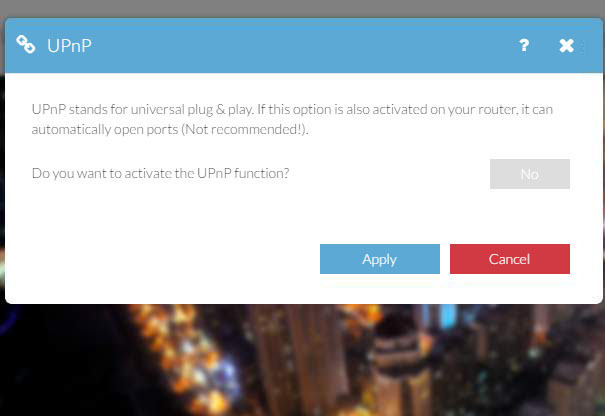 UPnP ?
UPnP stands for universal plug & play. If this option is also activated on your router, it can
automatically open ports (Not recommended!).
Do you want to activate the UPnP function? No
Apply Cancel